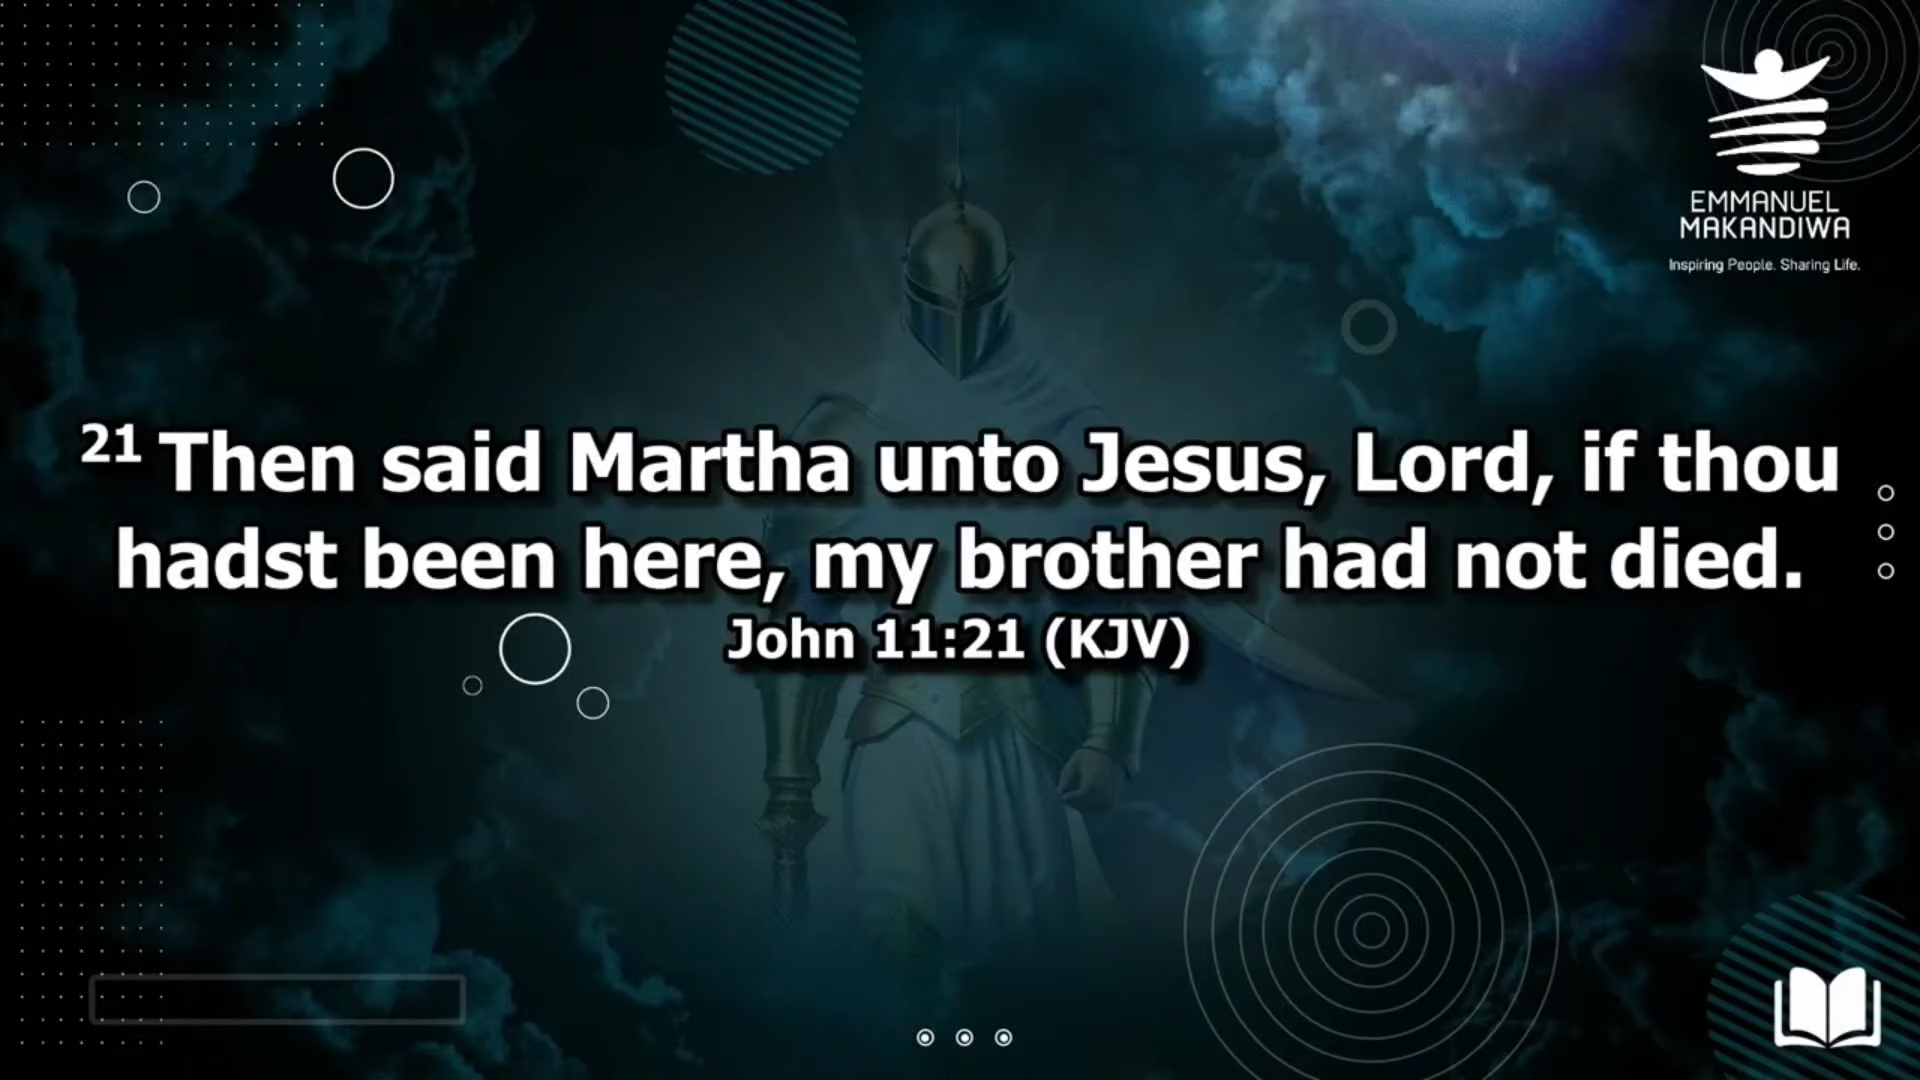 EMMANUEL
MAKANDIWA
Inspiring People. Sharing Life.
21 Then said Martha unto Jesus, Lord, if thou
hadst been here, my brother had not died.
John 11:21 (KJV)